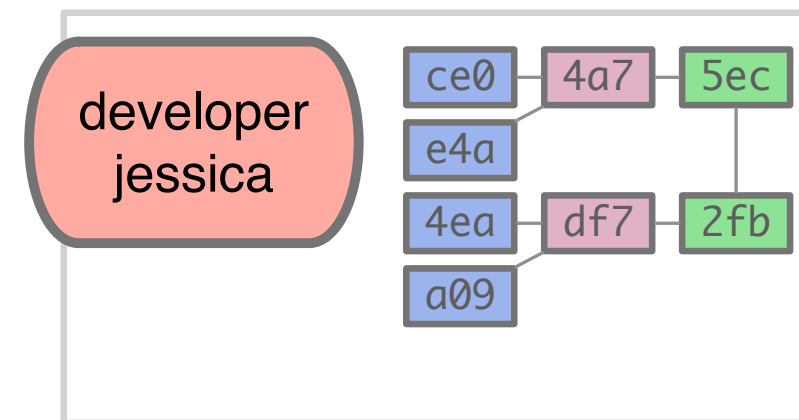 developer
jessica
ce0 4a7 5ec
e4a
4ea df7 2fb
a09